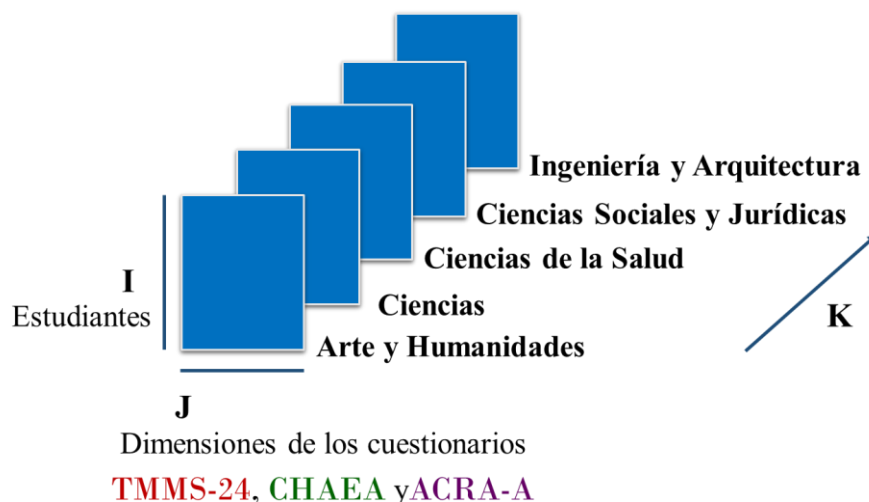 Ingeniería y Arquitectura
Ciencias Sociales y Jurídicas
Ciencias de la Salud
I
Estudiantes
Ciencias
K
Arte y Humanidades
J
Dimensiones de los cuestionarios
TMMS-24, CHAEA yACRA-A